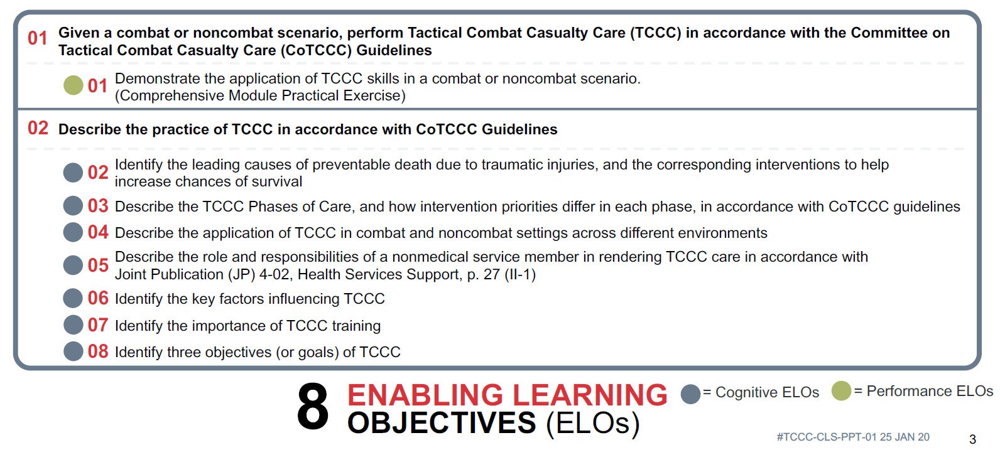 01 Given a combat or noncombat scenario, perform Tactical Combat Casualty Care (TCCC) in accordance with the Committee on
Tactical Combat Casualty Care (CoTCCC) Guidelines
01 Demonstrate the application of TCCC skills in a combat or noncombat scenario.
(Comprehensive Module Practical Exercise)
02 Describe the practice of TCCC in accordance with CoTCCC Guidelines
02 Identify the leading causes of preventable death due to traumatic injuries, and the corresponding interventions to help
increase chances of survival
03 Describe the TCCC Phases of Care, and how intervention priorities differ in each phase, in accordance with CoTCCC guidelines
04 Describe the application of TCCC in combat and noncombat settings across different environments
05 Describe the role and responsibilities of a nonmedical service member in rendering TCCC care in accordance with
Joint Publication (JP) 4-02, Health Services Support, p. 27 (II-1)
06 Identify the key factors influencing TCCC
07 Identify the importance of TCCC training
08 Identify three objectives (or goals) of TCCC
8 ENABLING LEARNING
OBJECTIVES (ELOs)
= Cognitive ELOs
= Performance ELOs
#TCCC-CLS-PPT-01 25 JAN 20
3